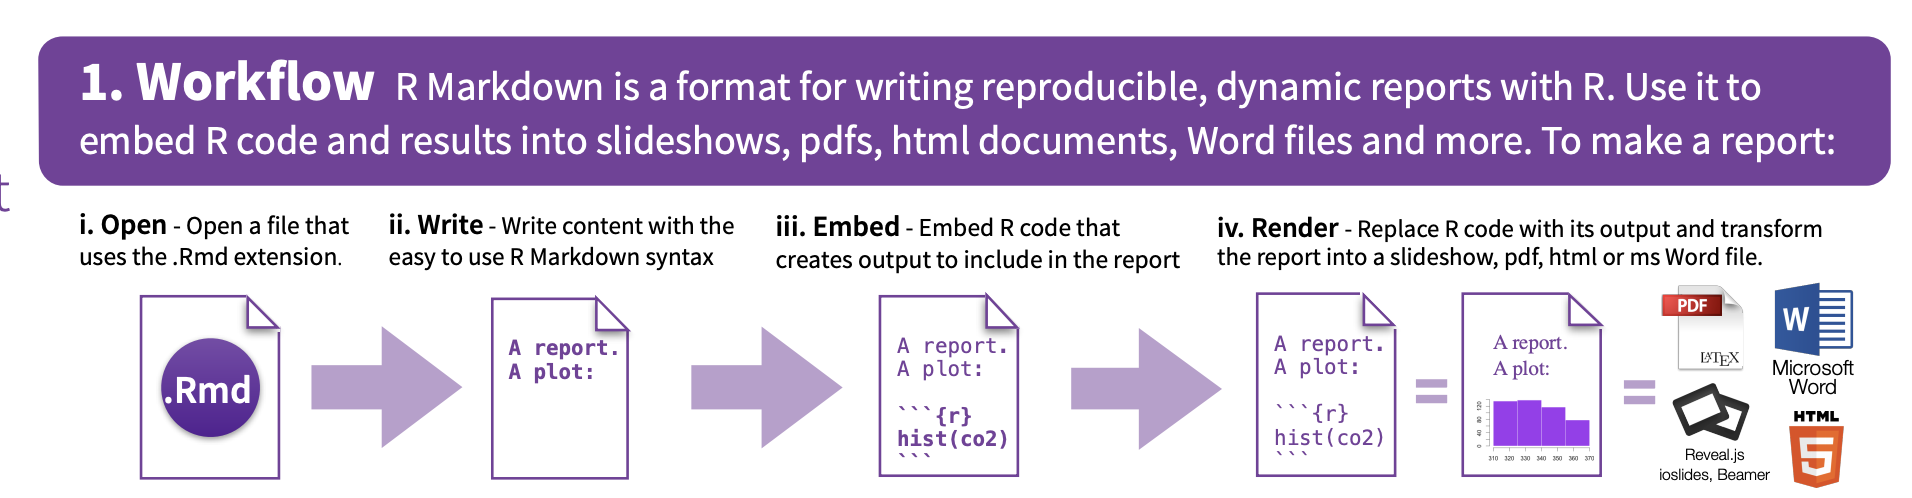 1. Workflow R Markdown is a format for writing reproducible, dynamic reports with R. Use it to
embed R code and results into slideshows, pdfs, html documents, Word files and more. To make a report:
t
i. Open - Open a file that
uses the .Rmd extension.
ii. Write - Write content with the
easy to use R Markdown syntax
iii. Embed - Embed R code that
creates output to include in the report
iv. Render - Replace R code with its output and transform
the report into a slideshow, pdf, html or ms Word file.
.Rmd
A report.
A plot:
A report.
A plot:
```{r}
hist(co2)
```
A report.
A plot:
```{r}
hist(co2)
```
A report.
A plot:
0 40 80 120
310 320 330 340 350 360 370
PDF
LATEX
W
Microsoft
Word
Reveal.js
ioslides, Beamer
HTML
5